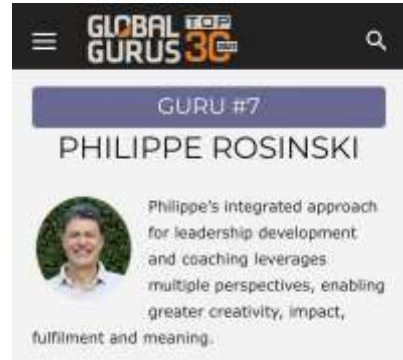 GLOBAL TOP
GURUS 30
GURU #7
PHILIPPE ROSINSKI
Philippe's integrated approach
for leadership development
and coaching leverages
multiple perspectives, enabling
greater creativity, impact,
fulfilment and meaning.